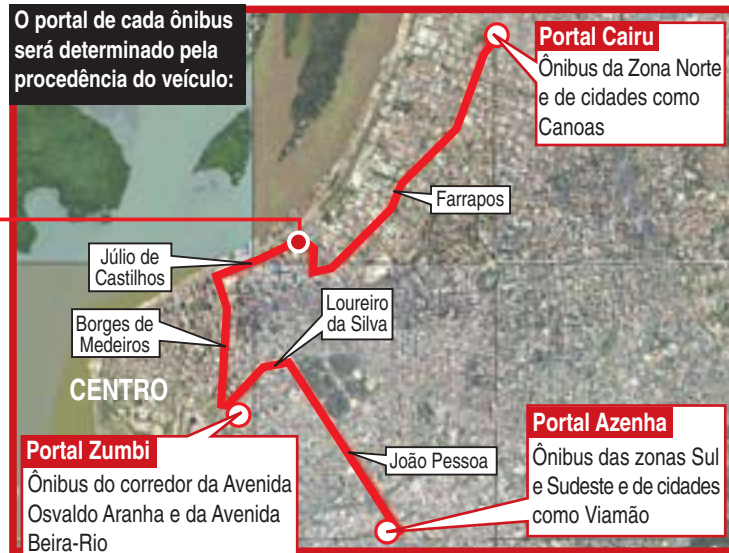 O portal de cada ônibus
será determinado pela
procedência do veículo:
Portal Cairu
Ônibus da Zona Norte
e de cidades como
Canoas
Farrapos
Júlio de
Castilhos
Loureiro
da Silva
Borges de
Medeiros
CENTRO
Portal Zumbi
Ônibus do corredor da Avenida
Osvaldo Aranha e da Avenida
Beira-Rio
João Pessoa
Portal Azenha
Ônibus das zonas Sul
e Sudeste e de cidades
como Viamão